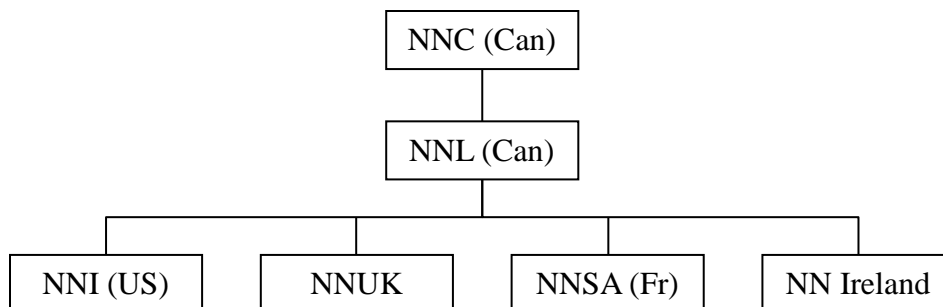 NNC (Can)
NNL (Can)
NNI (US)
NNUK
NNSA (Fr)
NN Ireland